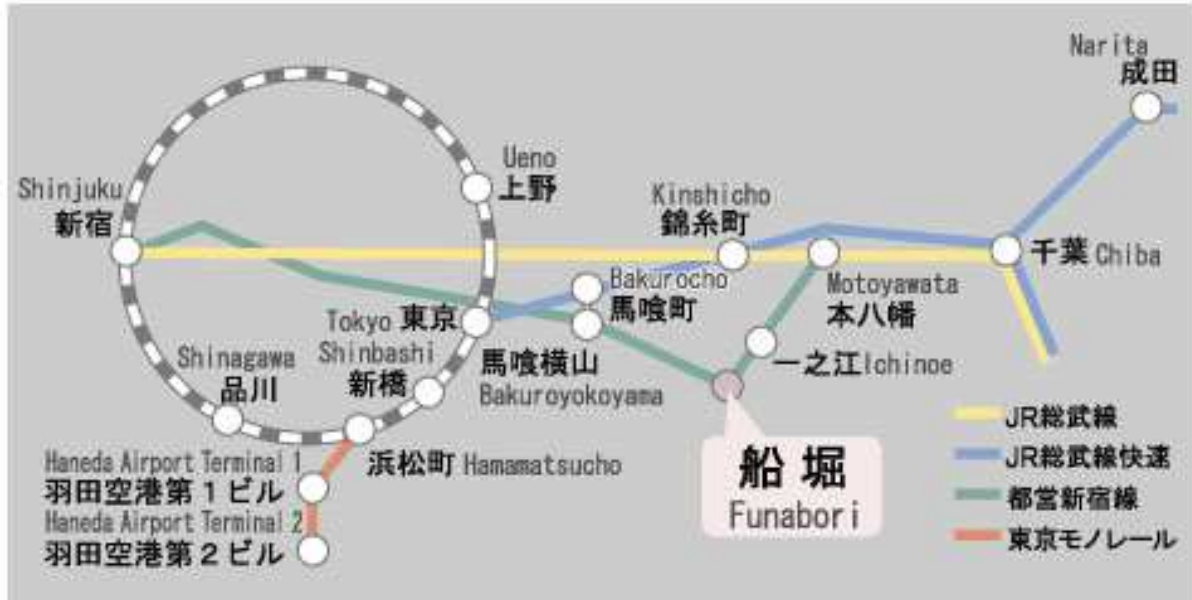 Narita
成田
Ueno
上野
Shinjuku
新宿
Kinshicho
錦糸町
千葉 Chiba
Bakurocho
馬喰町
Motoyawata
本八幡
Tokyo 東京
Shinbashi
新橋
Shinagawa
品川
馬喰横山
Bakuroyokoyama
一之江 Ichinoe
浜松町 Hamamatsucho
Haneda Airport Terminal 1
羽田空港第1ビル
Haneda Airport Terminal 2
羽田空港第2ビル
船堀
Funabori
JR総武線
JR総武線快速
都営新宿線
東京モノレール